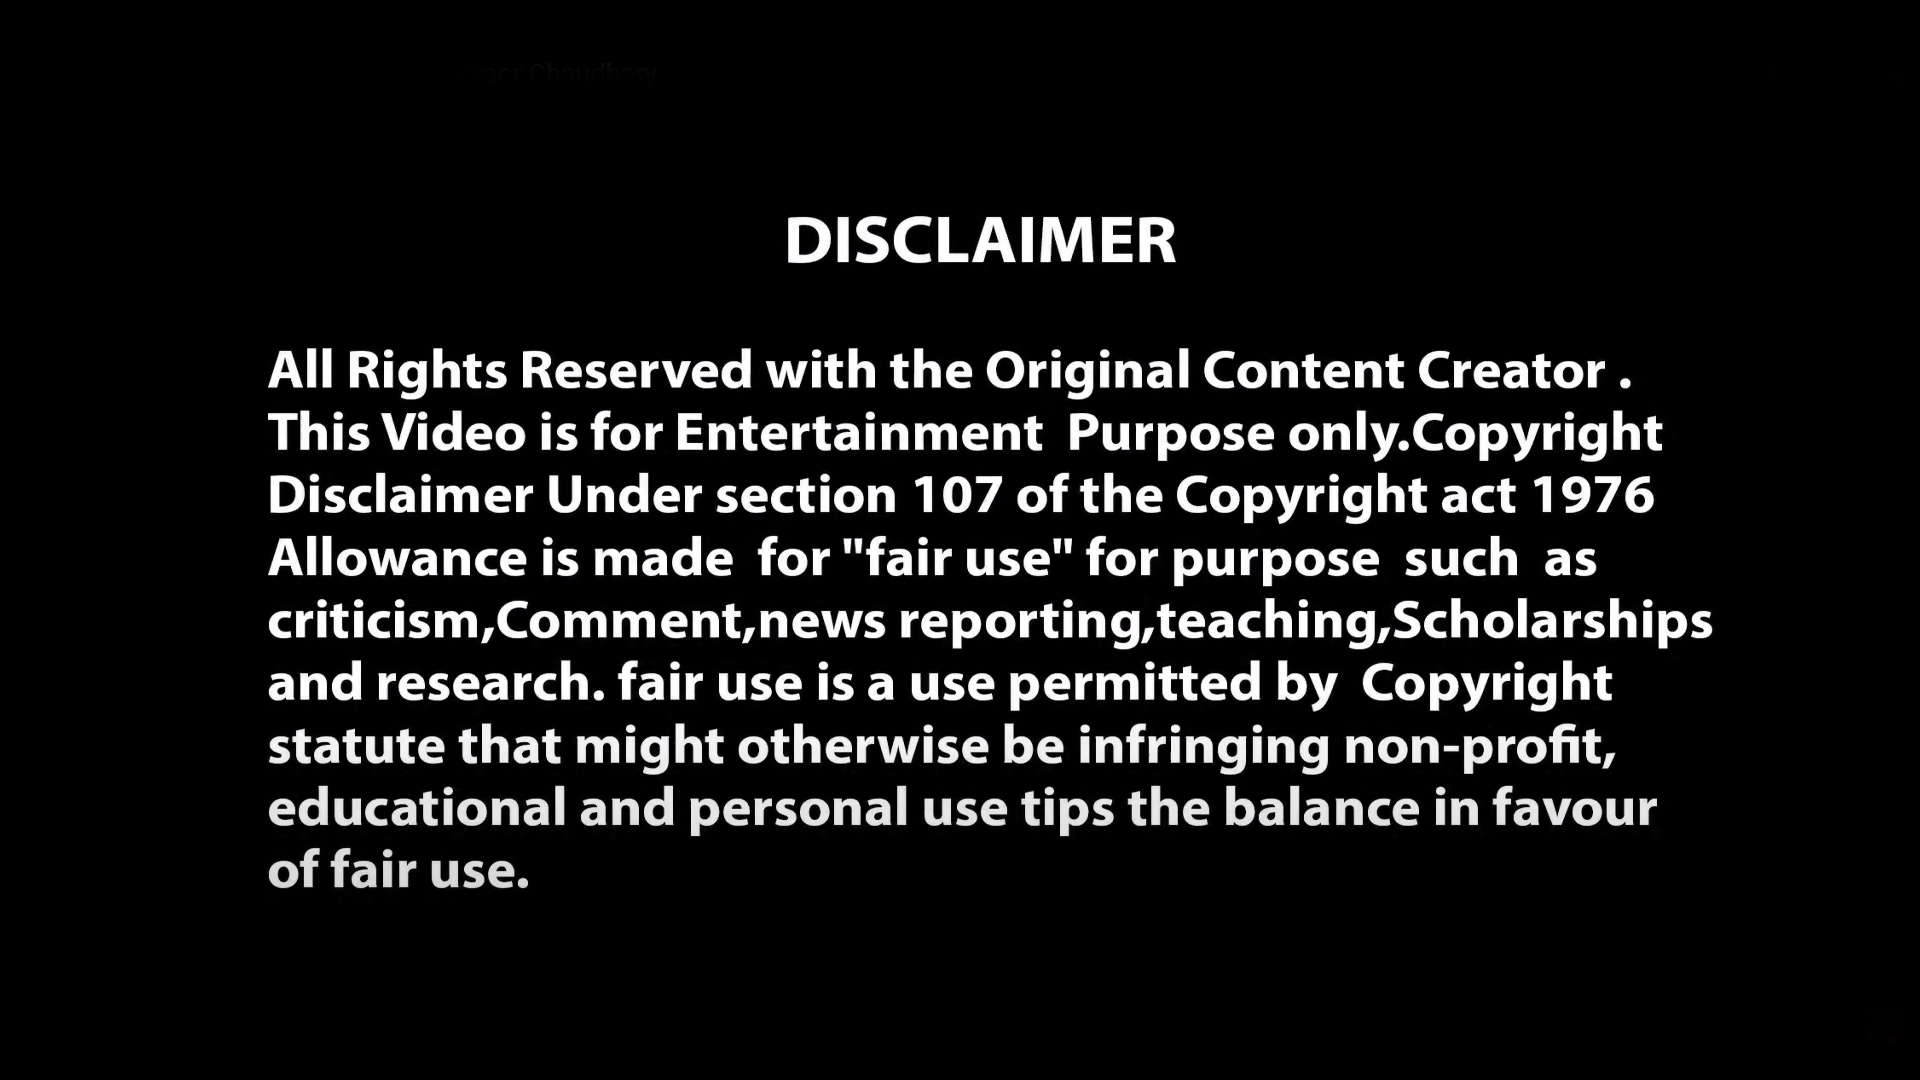 DISCLAIMER
All Rights Reserved with the Original Content Creator .
This Video is for Entertainment  Purpose only.Copyright
Disclaimer Under section 107 of the Copyright act 1976
Allowance is made  for "fair use" for purpose  such  as
criticism,Comment,news reporting,teaching,Scholarships
and research. fair use is a use permitted by  Copyright
statute that might otherwise be infringing non-profit,
educational and personal use tips the balance in favour
of fair use.